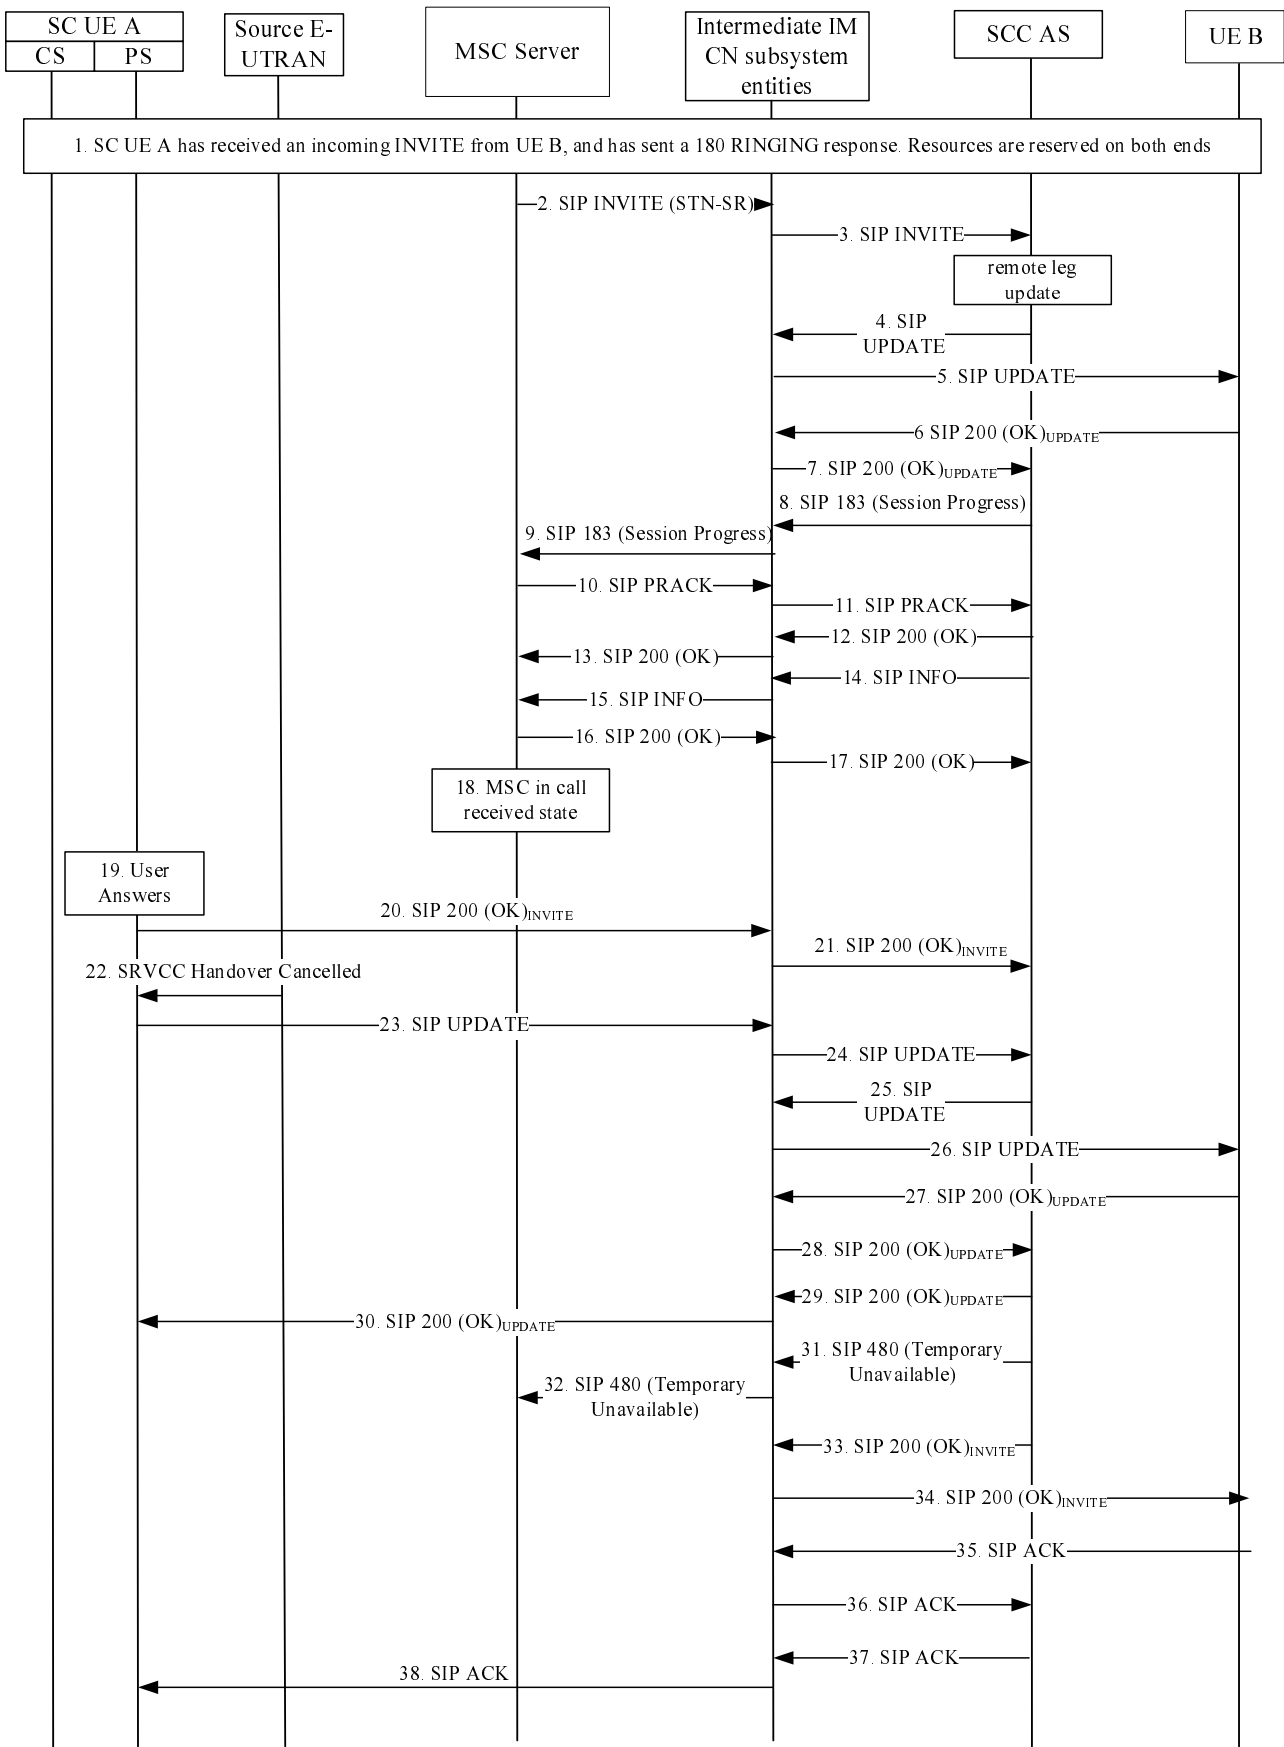 SC UE A
CS
PS
Source E-
UTRAN
MSC Server
Intermediate IM
CN subsystem
entities
SCC AS
UE B
1. SC UE A has received an incoming INVITE from UE B, and has sent a 180 RINGING response. Resources are reserved on both ends
2. SIP INVITE (STN-SR)
3. SIP INVITE
remote leg
update
4. SIP
UPDATE
5. SIP UPDATE
6 SIP 200 (OK)UPDATE
7. SIP 200 (OK)UPDATE
8. SIP 183 (Session Progress)
9. SIP 183 (Session Progress)
10. SIP PRACK
11. SIP PRACK
12. SIP 200 (OK)
13. SIP 200 (OK)
14. SIP INFO
15. SIP INFO
16. SIP 200 (OK)
17. SIP 200 (OK)
18. MSC in call
received state
19. User
Answers
20. SIP 200 (OK)INVITE
21. SIP 200 (OK)INVITE
22. SRVCC Handover Cancelled
23. SIP UPDATE
24. SIP UPDATE
25. SIP
UPDATE
26. SIP UPDATE
27. SIP 200 (OK)UPDATE
28. SIP 200 (OK)UPDATE
29. SIP 200 (OK)UPDATE
30. SIP 200 (OK)UPDATE
31. SIP 480 (Temporary
Unavailable)
32. SIP 480 (Temporary
Unavailable)
33. SIP 200 (OK)INVITE
34. SIP 200 (OK)INVITE
35. SIP ACK
36. SIP ACK
37. SIP ACK
38. SIP ACK